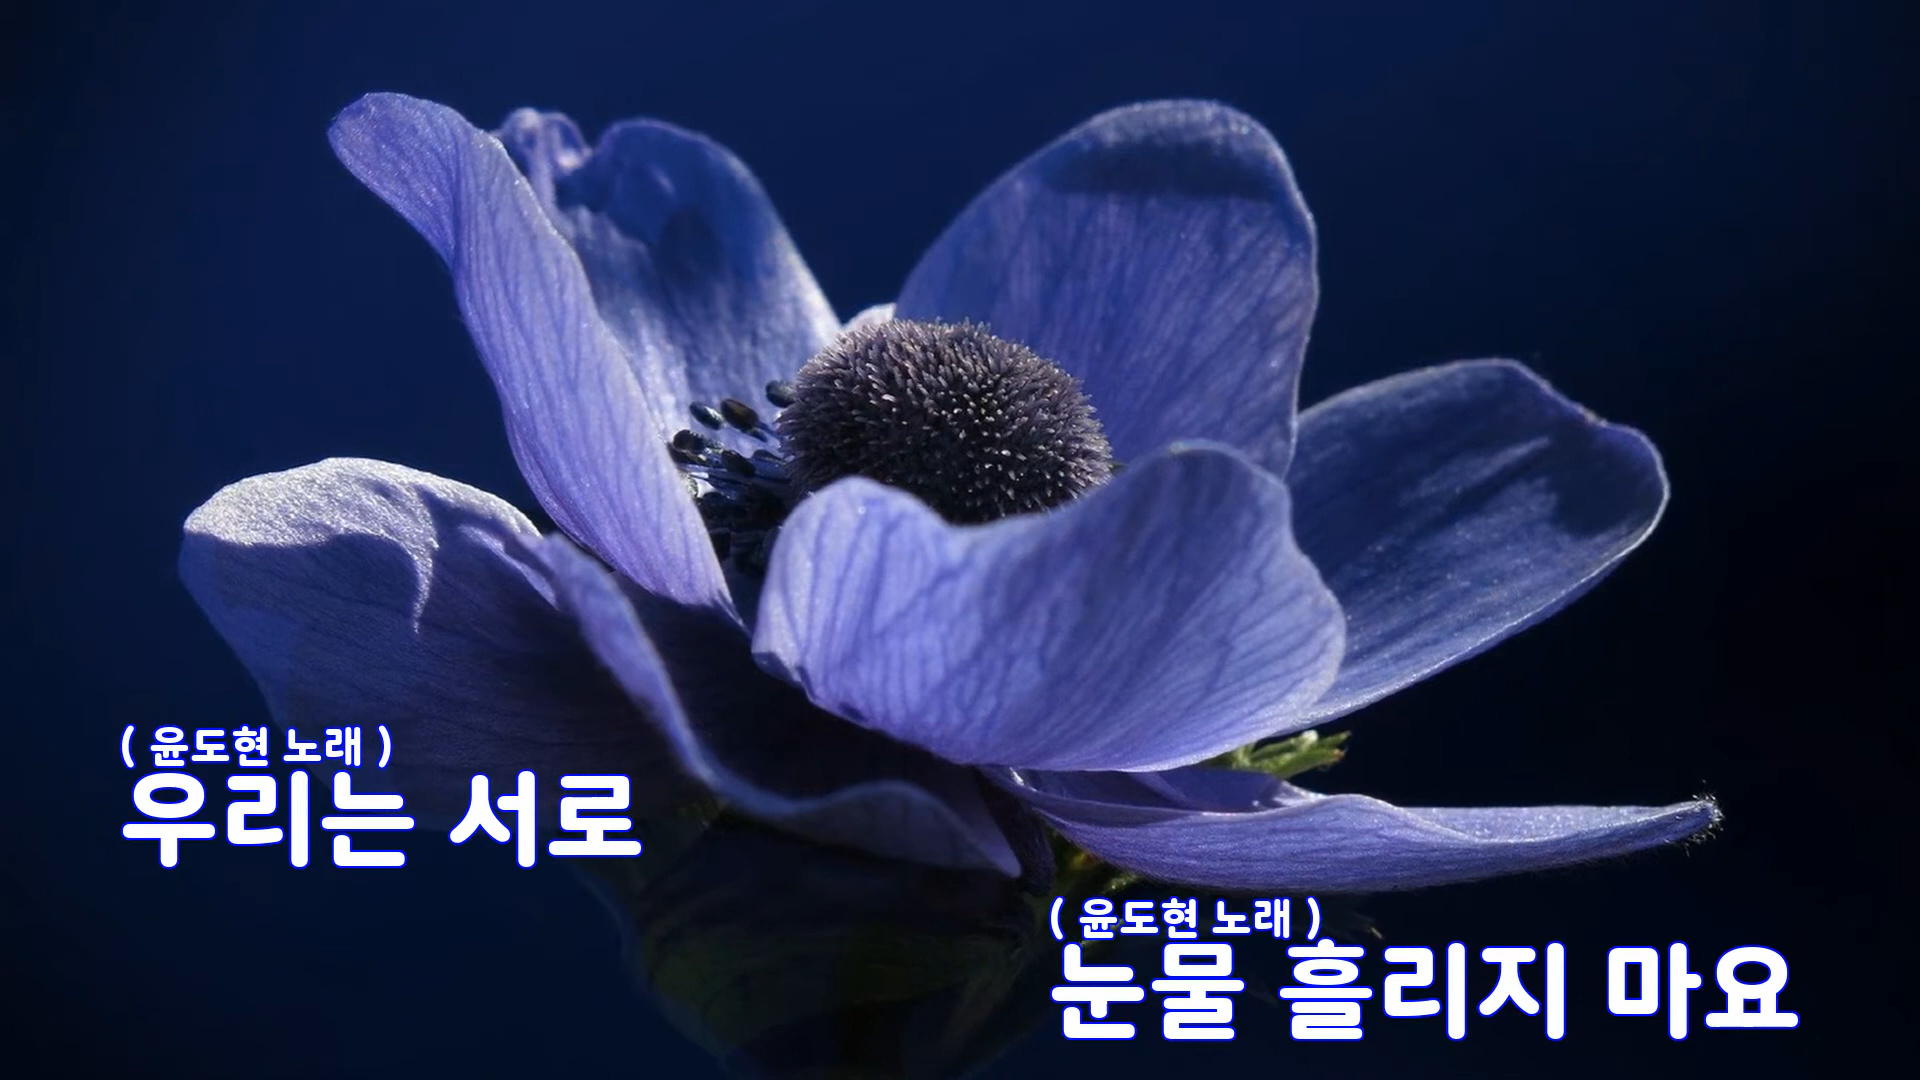 ( 윤도현 노래 )
우리는 서로
( 윤도현 노래 )
눈물 흘리지 마요